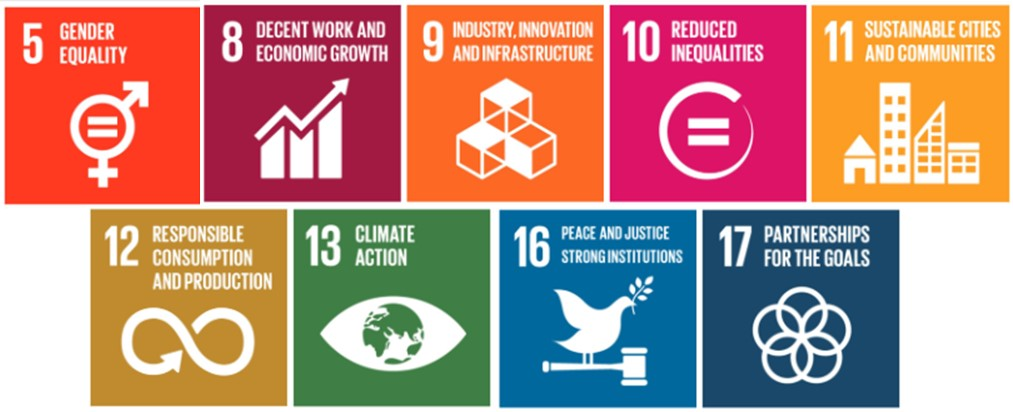 5 GENDER
EQUALITY
8 DECENT WORK AND
ECONOMIC GROWTH
9 INDUSTRY, INNOVATION
AND INFRASTRUCTURE
10 REDUCED
INEQUALITIES
11 SUSTAINABLE CITIES
AND COMMUNITIES
12 RESPONSIBLE
CONSUMPTION
AND PRODUCTION
13 CLIMATE
ACTION
16 PEACE AND JUSTICE
STRONG INSTITUTIONS
17 PARTNERSHIPS
FOR THE GOALS